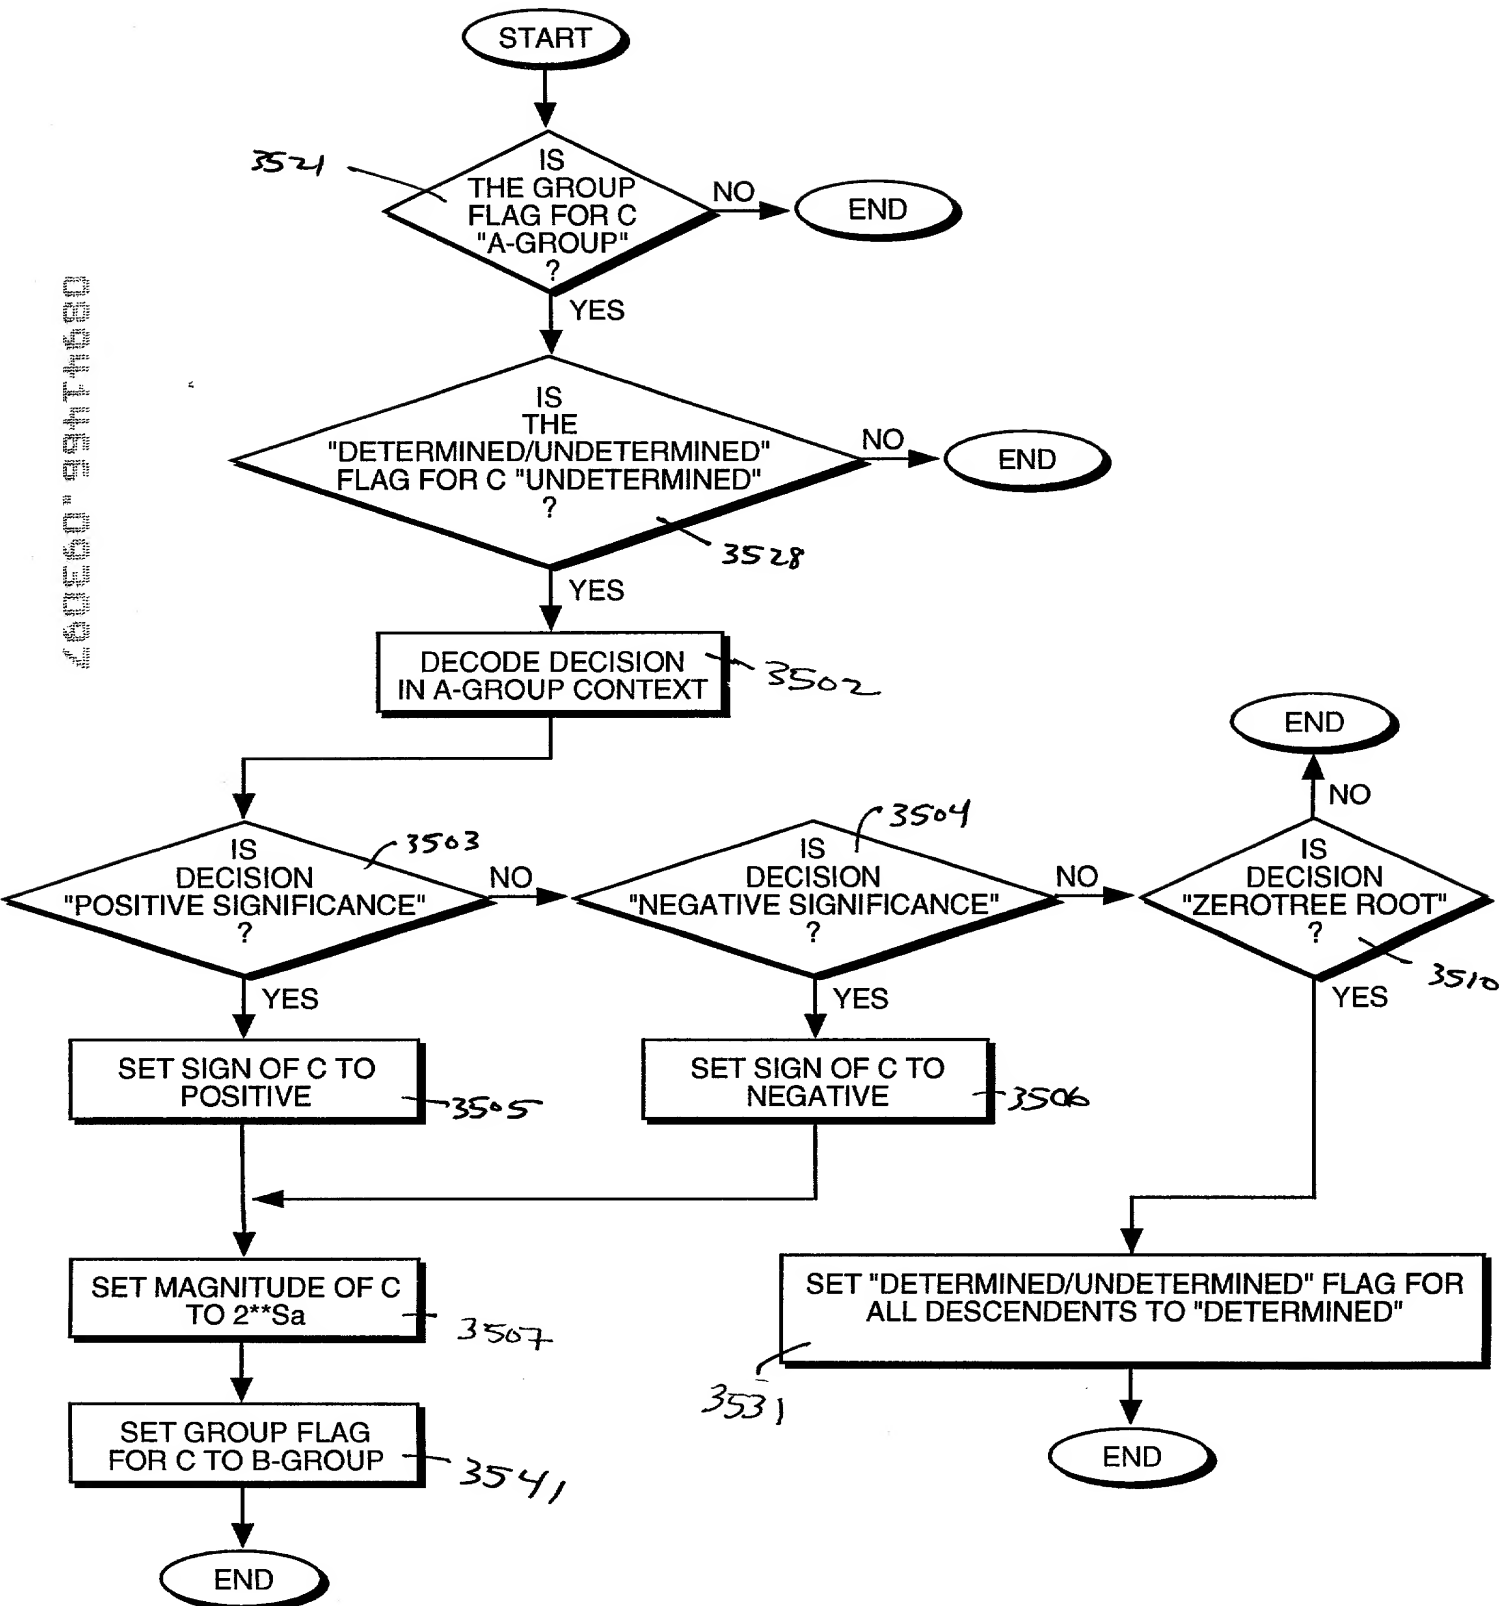 START
3521
IS
THE GROUP
FLAG FOR C
"A-GROUP"
?
NO
END
YES
IS
THE
"DETERMINED/UNDETERMINED"
FLAG FOR C "UNDETERMINED"
?
NO
END
3528
YES
DECODE DECISION
IN A-GROUP CONTEXT
3502
END
NO
IS
DECISION
"POSITIVE SIGNIFICANCE"
?
3503
NO
IS
DECISION
"NEGATIVE SIGNIFICANCE"
?
3504
NO
IS
DECISION
"ZEROTREE ROOT"
?
3510
YES
YES
YES
SET SIGN OF C TO
POSITIVE
3505
SET SIGN OF C TO
NEGATIVE
3506
SET MAGNITUDE OF C
TO 2**Sa
3507
SET "DETERMINED/UNDETERMINED" FLAG FOR
ALL DESCENDENTS TO "DETERMINED"
3531
SET GROUP FLAG
FOR C TO B-GROUP
3541
END
END